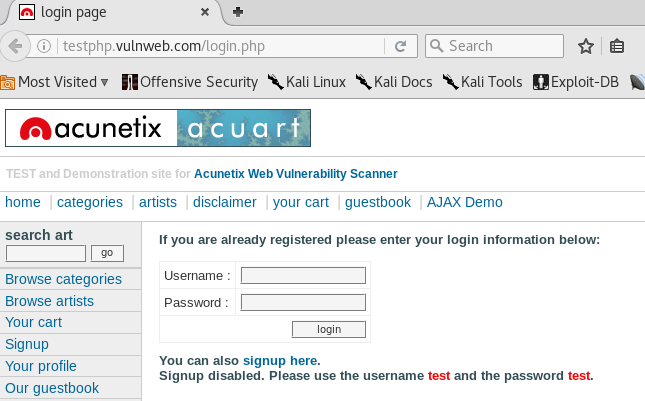 login page
testphp.vulnweb.com/login.php
Search
Most Visited
Offensive Security
Kali Linux
Kali Docs
Kali Tools
Exploit-DB
acunetix acuart
TEST and Demonstration site for Acunetix Web Vulnerability Scanner
home | categories | artists | disclaimer | your cart | guestbook | AJAX Demo
search art
go
Browse categories
Browse artists
Your cart
Signup
Your profile
Our guestbook
If you are already registered please enter your login information below:
Username :
Password :
login
You can also signup here.
Signup disabled. Please use the username test and the password test.